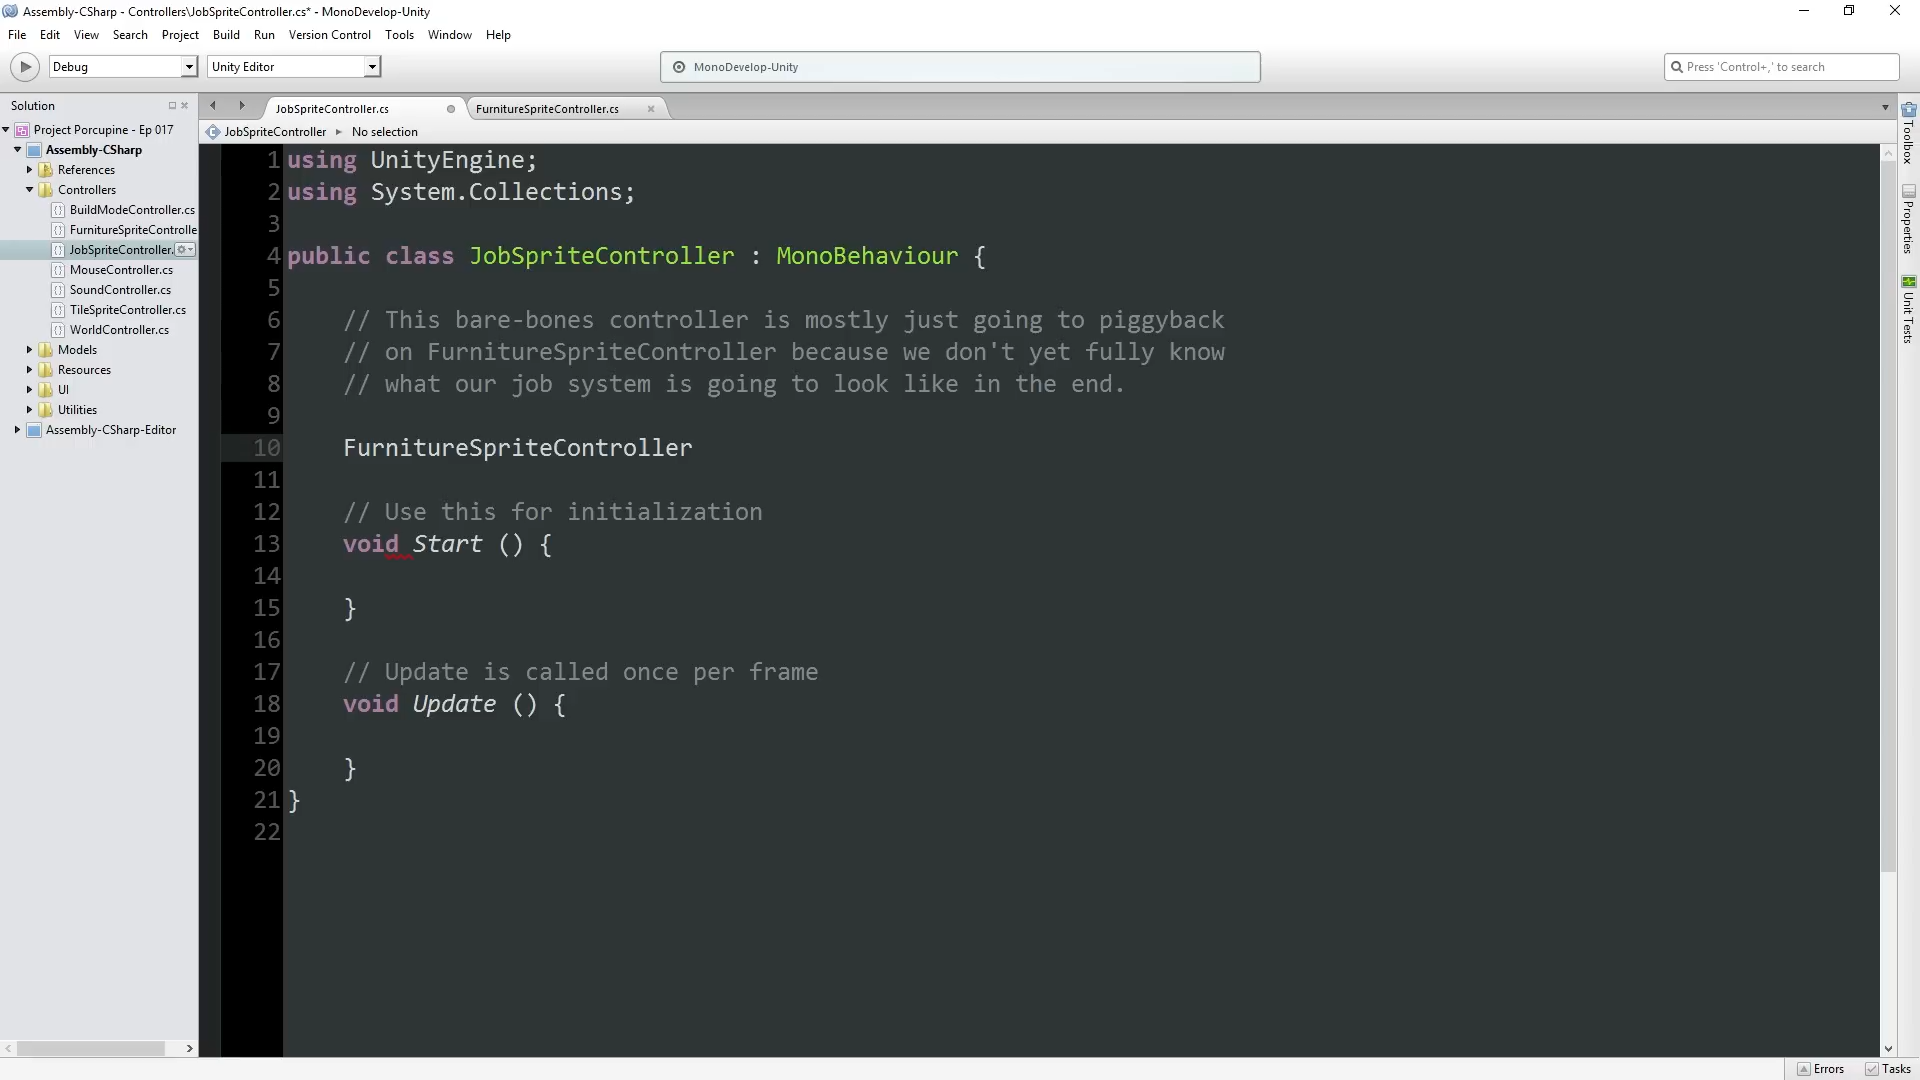 Assembly-CSharp - Controllers\JobSpriteController.cs* - MonoDevelop-Unity
File Edit View Search Project Build Run Version Control Tools Window Help
Debug Unity Editor MonoDevelop-Unity Press 'Control+,' to search
Solution
Project Porcupine - Ep 017
Assembly-CSharp
References
Controllers
BuildModeController.cs
FurnitureSpriteControlle
JobSpriteController.
MouseController.cs
SoundController.cs
TileSpriteController.cs
WorldController.cs
Models
Resources
UI
Utilities
Assembly-CSharp-Editor
JobSpriteController.cs FurnitureSpriteController.cs
JobSpriteController No selection
1 using UnityEngine;
2 using System.Collections;
3
4 public class JobSpriteController : MonoBehaviour {
5
6 // This bare-bones controller is mostly just going to piggyback
7 // on FurnitureSpriteController because we don't yet fully know
8 // what our job system is going to look like in the end.
9
10 FurnitureSpriteController
11
12 // Use this for initialization
13 void Start () {
14
15 }
16
17 // Update is called once per frame
18 void Update () {
19
20 }
21 }
22
Toolbox
Properties
Unit Tests
Errors Tasks